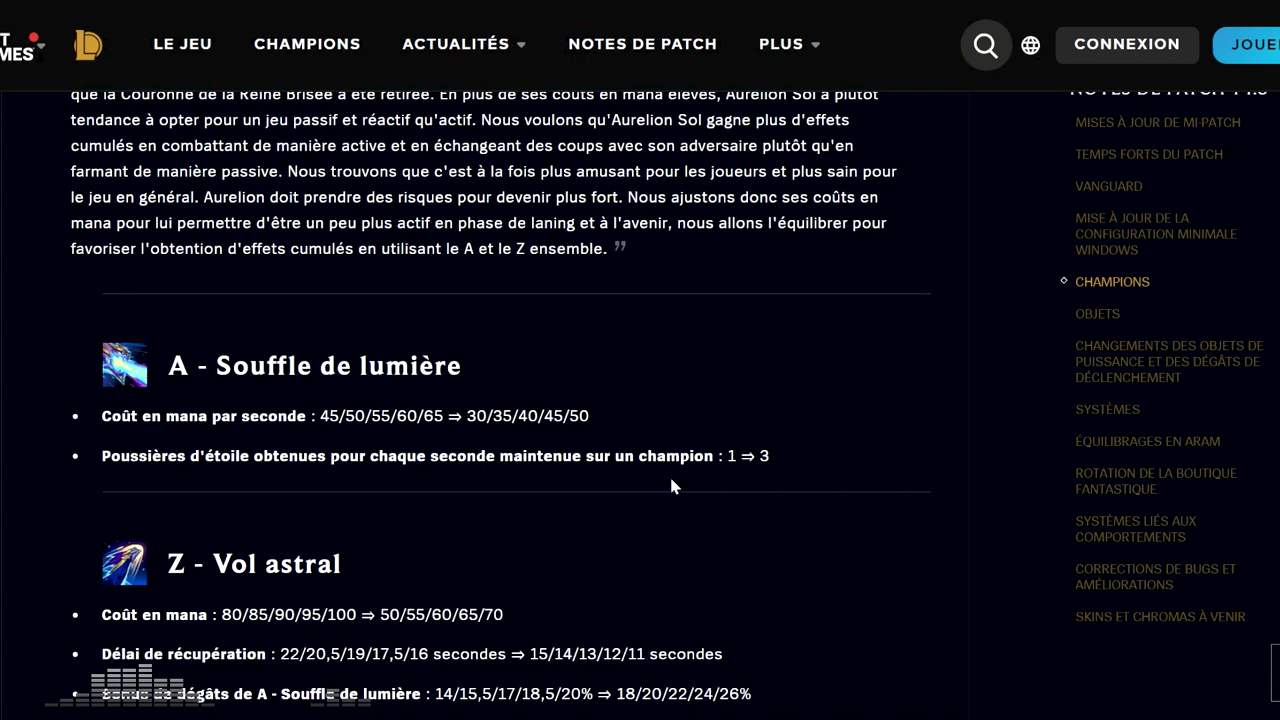 T
MES
LE JEU
CHAMPIONS
ACTUALITÉS
NOTES DE PATCH
PLUS
CONNEXION
JOUE
que la Couronne de la Reine Brisée a été retirée. En plus de ses coûts en mana élevés, Aurelion Sol a plutôt
tendance à opter pour un jeu passif et réactif qu'actif. Nous voulons qu'Aurelion Sol gagne plus d'effets
cumulés en combattant de manière active et en échangeant des coups avec son adversaire plutôt qu'en
farmant de manière passive. Nous trouvons que c'est à la fois plus amusant pour les joueurs et plus sain pour
le jeu en général. Aurelion doit prendre des risques pour devenir plus fort. Nous ajustons donc ses coûts en
mana pour lui permettre d'être un peu plus actif en phase de laning et à l'avenir, nous allons l'équilibrer pour
favoriser l'obtention d'effets cumulés en utilisant le A et le Z ensemble. ”
A - Souffle de lumière
• Coût en mana par seconde : 45/50/55/60/65 ⇒ 30/35/40/45/50
• Poussières d'étoile obtenues pour chaque seconde maintenue sur un champion : 1 ⇒ 3
Z - Vol astral
• Coût en mana : 80/85/90/95/100 ⇒ 50/55/60/65/70
• Délai de récupération : 22/20,5/19/17,5/16 secondes ⇒ 15/14/13/12/11 secondes
• Bonus de dégâts de A - Souffle de lumière : 14/15,5/17/18,5/20% ⇒ 18/20/22/24/26%
MISES À JOUR DE MI-PATCH
TEMPS FORTS DU PATCH
VANGUARD
MISE À JOUR DE LA
CONFIGURATION MINIMALE
WINDOWS
CHAMPIONS
OBJETS
CHANGEMENTS DES OBJETS DE
PUISSANCE ET DES DÉGÂTS DE
DÉCLENCHEMENT
SYSTÈMES
ÉQUILIBRAGES EN ARAM
ROTATION DE LA BOUTIQUE
FANTASTIQUE
SYSTÈMES LIÉS AUX
COMPORTEMENTS
CORRECTIONS DE BUGS ET
AMÉLIORATIONS
SKINS ET CHROMAS À VENIR